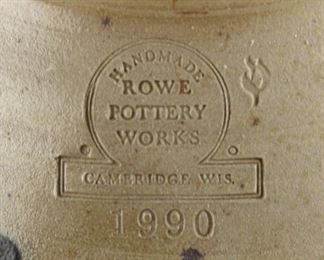 HANDMADE
ROWE
POTTERY
WORKS
CAMBRIDGE WIS.
1990